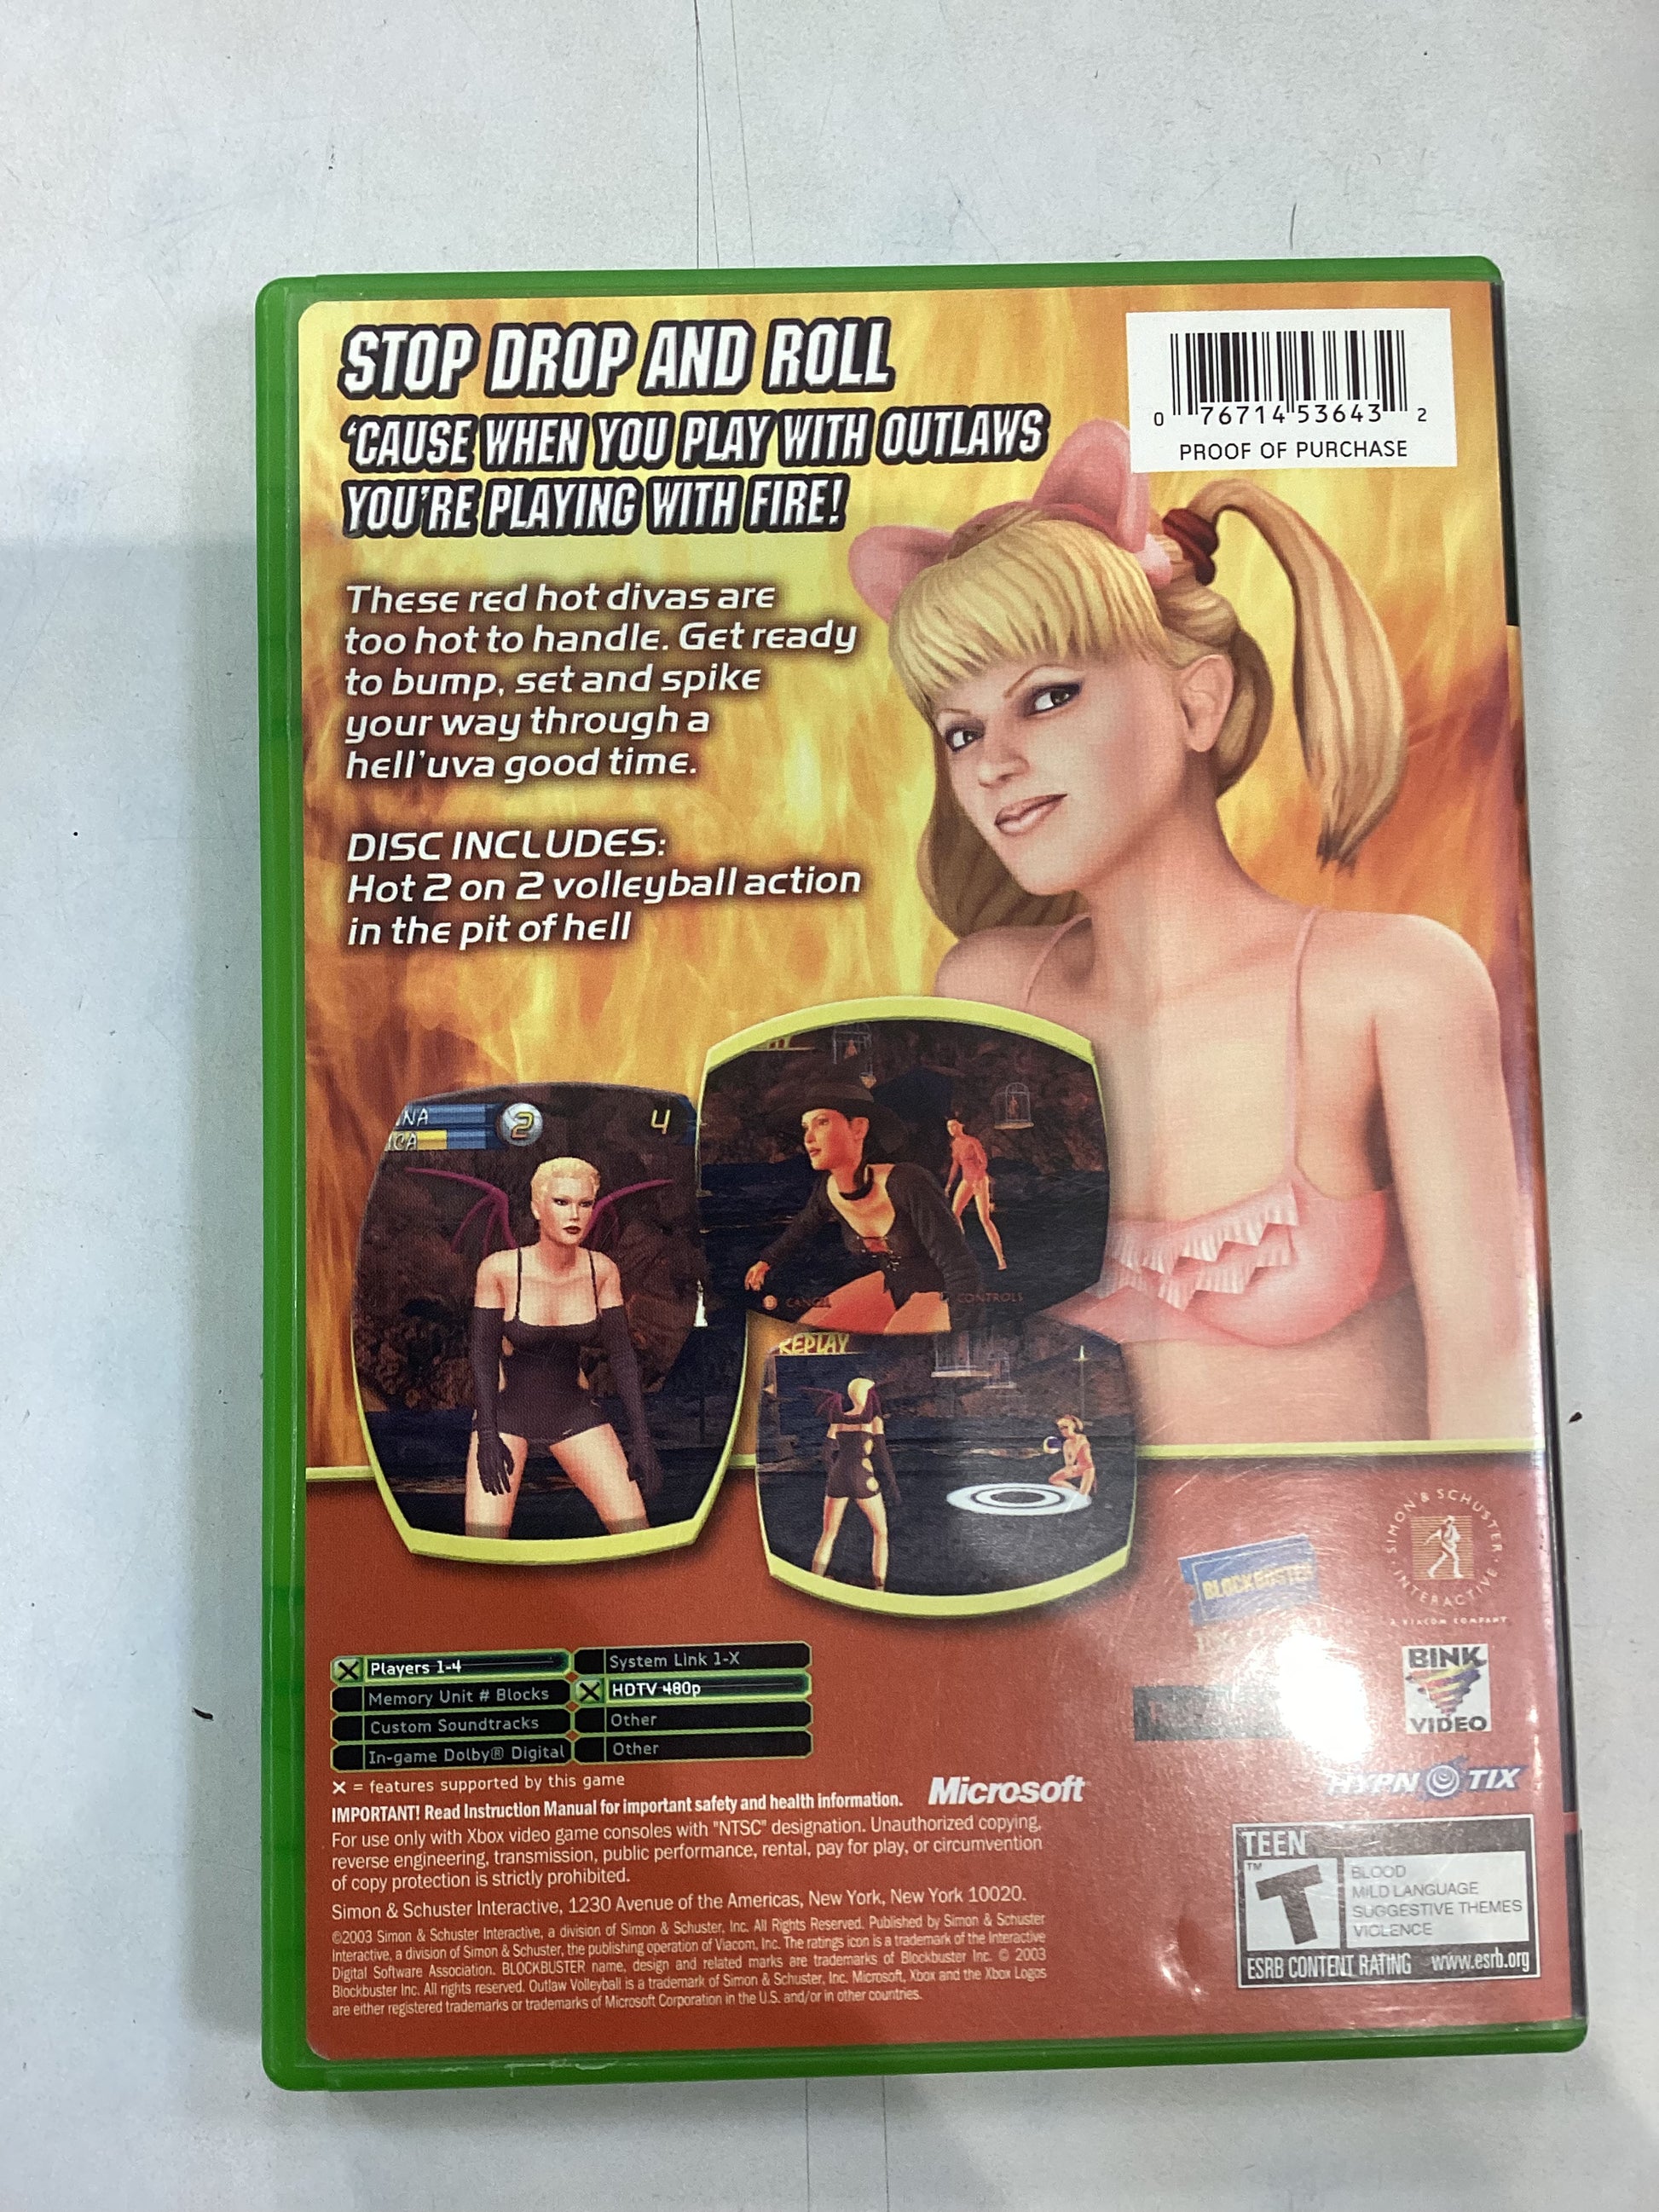 STOP DROP AND ROLL
'CAUSE WHEN YOU PLAY WITH OUTLAWS
YOU'RE PLAYING WITH FIRE!
0 76714 53643 2
PROOF OF PURCHASE
These red hot divas are
too hot to handle. Get ready
to bump, set and spike
your way through a
hell'uva good time.
DISC INCLUDES:
Hot 2 on 2 volleyball action
in the pit of hell
NA
CA
2
4
CANCEL
CONTROLS
REPLAY
BLOCKBUSTER
SIMON & SCHUSTER
INTERACTIVE
A VIACOM COMPANY
BINK
VIDEO
HYPNOTIX
Players 1-4
System Link 1-X
Memory Unit # Blocks
HDTV 480p
Custom Soundtracks
Other
In-game Dolby® Digital
Other
X = features supported by this game
Microsoft
IMPORTANT! Read Instruction Manual for important safety and health information.
For use only with Xbox video game consoles with "NTSC" designation. Unauthorized copying,
reverse engineering, transmission, public performance, rental, pay for play, or circumvention
of copy protection is strictly prohibited.
Simon & Schuster Interactive, 1230 Avenue of the Americas, New York, New York 10020.
©2003 Simon & Schuster Interactive, a division of Simon & Schuster, Inc. All Rights Reserved. Published by Simon & Schuster
Interactive, a division of Simon & Schuster, the publishing operation of Viacom, Inc. The ratings icon is a trademark of the Interactive
Digital Software Association. BLOCKBUSTER name, design and related marks are trademarks of Blockbuster Inc. © 2003
Blockbuster Inc. All rights reserved. Outlaw Volleyball is a trademark of Simon & Schuster, Inc. Microsoft, Xbox and the Xbox Logos
are either registered trademarks or trademarks of Microsoft Corporation in the U.S. and/or in other countries.
TEEN
T
TM
BLOOD
MILD LANGUAGE
SUGGESTIVE THEMES
VIOLENCE
ESRB CONTENT RATING www.esrb.org